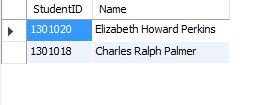 StudentID Name
1301020 Elizabeth Howard Perkins
1301018 Charles Ralph Palmer